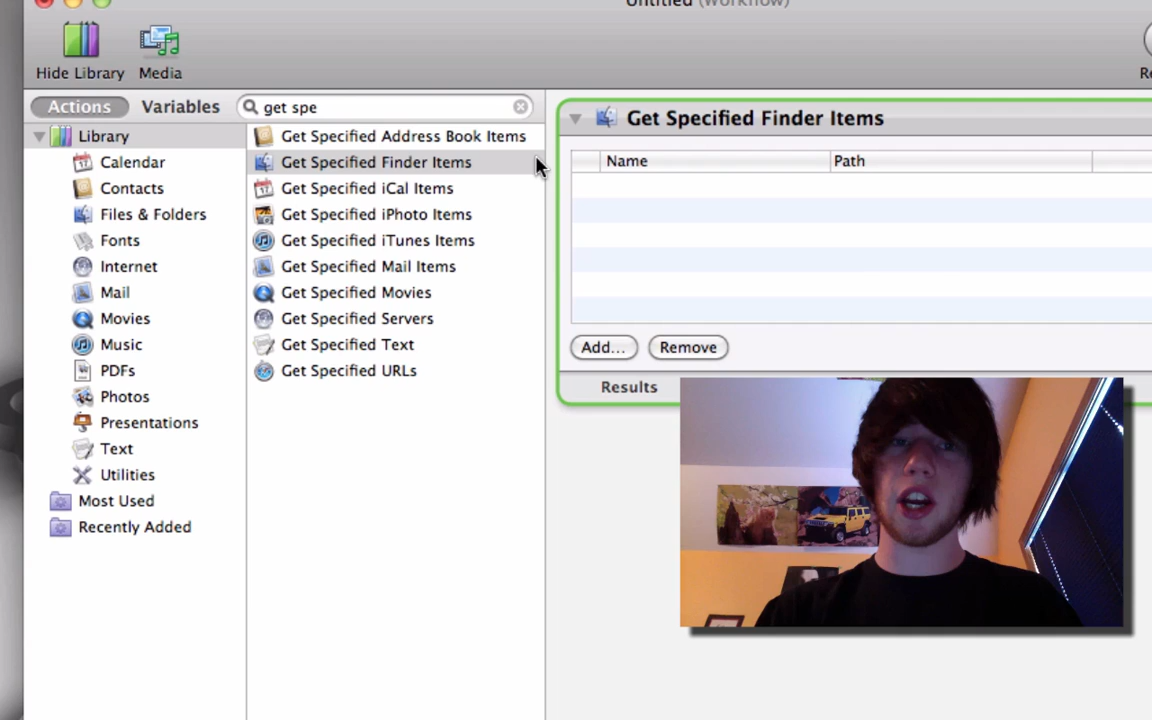 Untitled (Workflow)
Hide Library
Media
Re
Actions
Variables
get spe
Library
Calendar
Contacts
Files & Folders
Fonts
Internet
Mail
Movies
Music
PDFs
Photos
Presentations
Text
Utilities
Most Used
Recently Added
Get Specified Address Book Items
Get Specified Finder Items
Get Specified iCal Items
Get Specified iPhoto Items
Get Specified iTunes Items
Get Specified Mail Items
Get Specified Movies
Get Specified Servers
Get Specified Text
Get Specified URLs
Get Specified Finder Items
Name
Path
Add...
Remove
Results